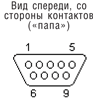 Вид спереди, со
стороны контактов
(«папа»)
1 5
6 9